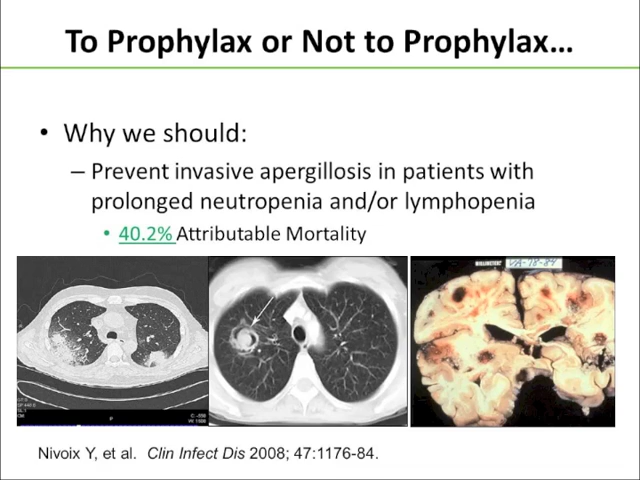 To Prophylax or Not to Prophylax...
• Why we should:
– Prevent invasive apergillosis in patients with
prolonged neutropenia and/or lymphopenia
• 40.2% Attributable Mortality
Nivoix Y, et al. Clin Infect Dis 2008; 47:1176-84.